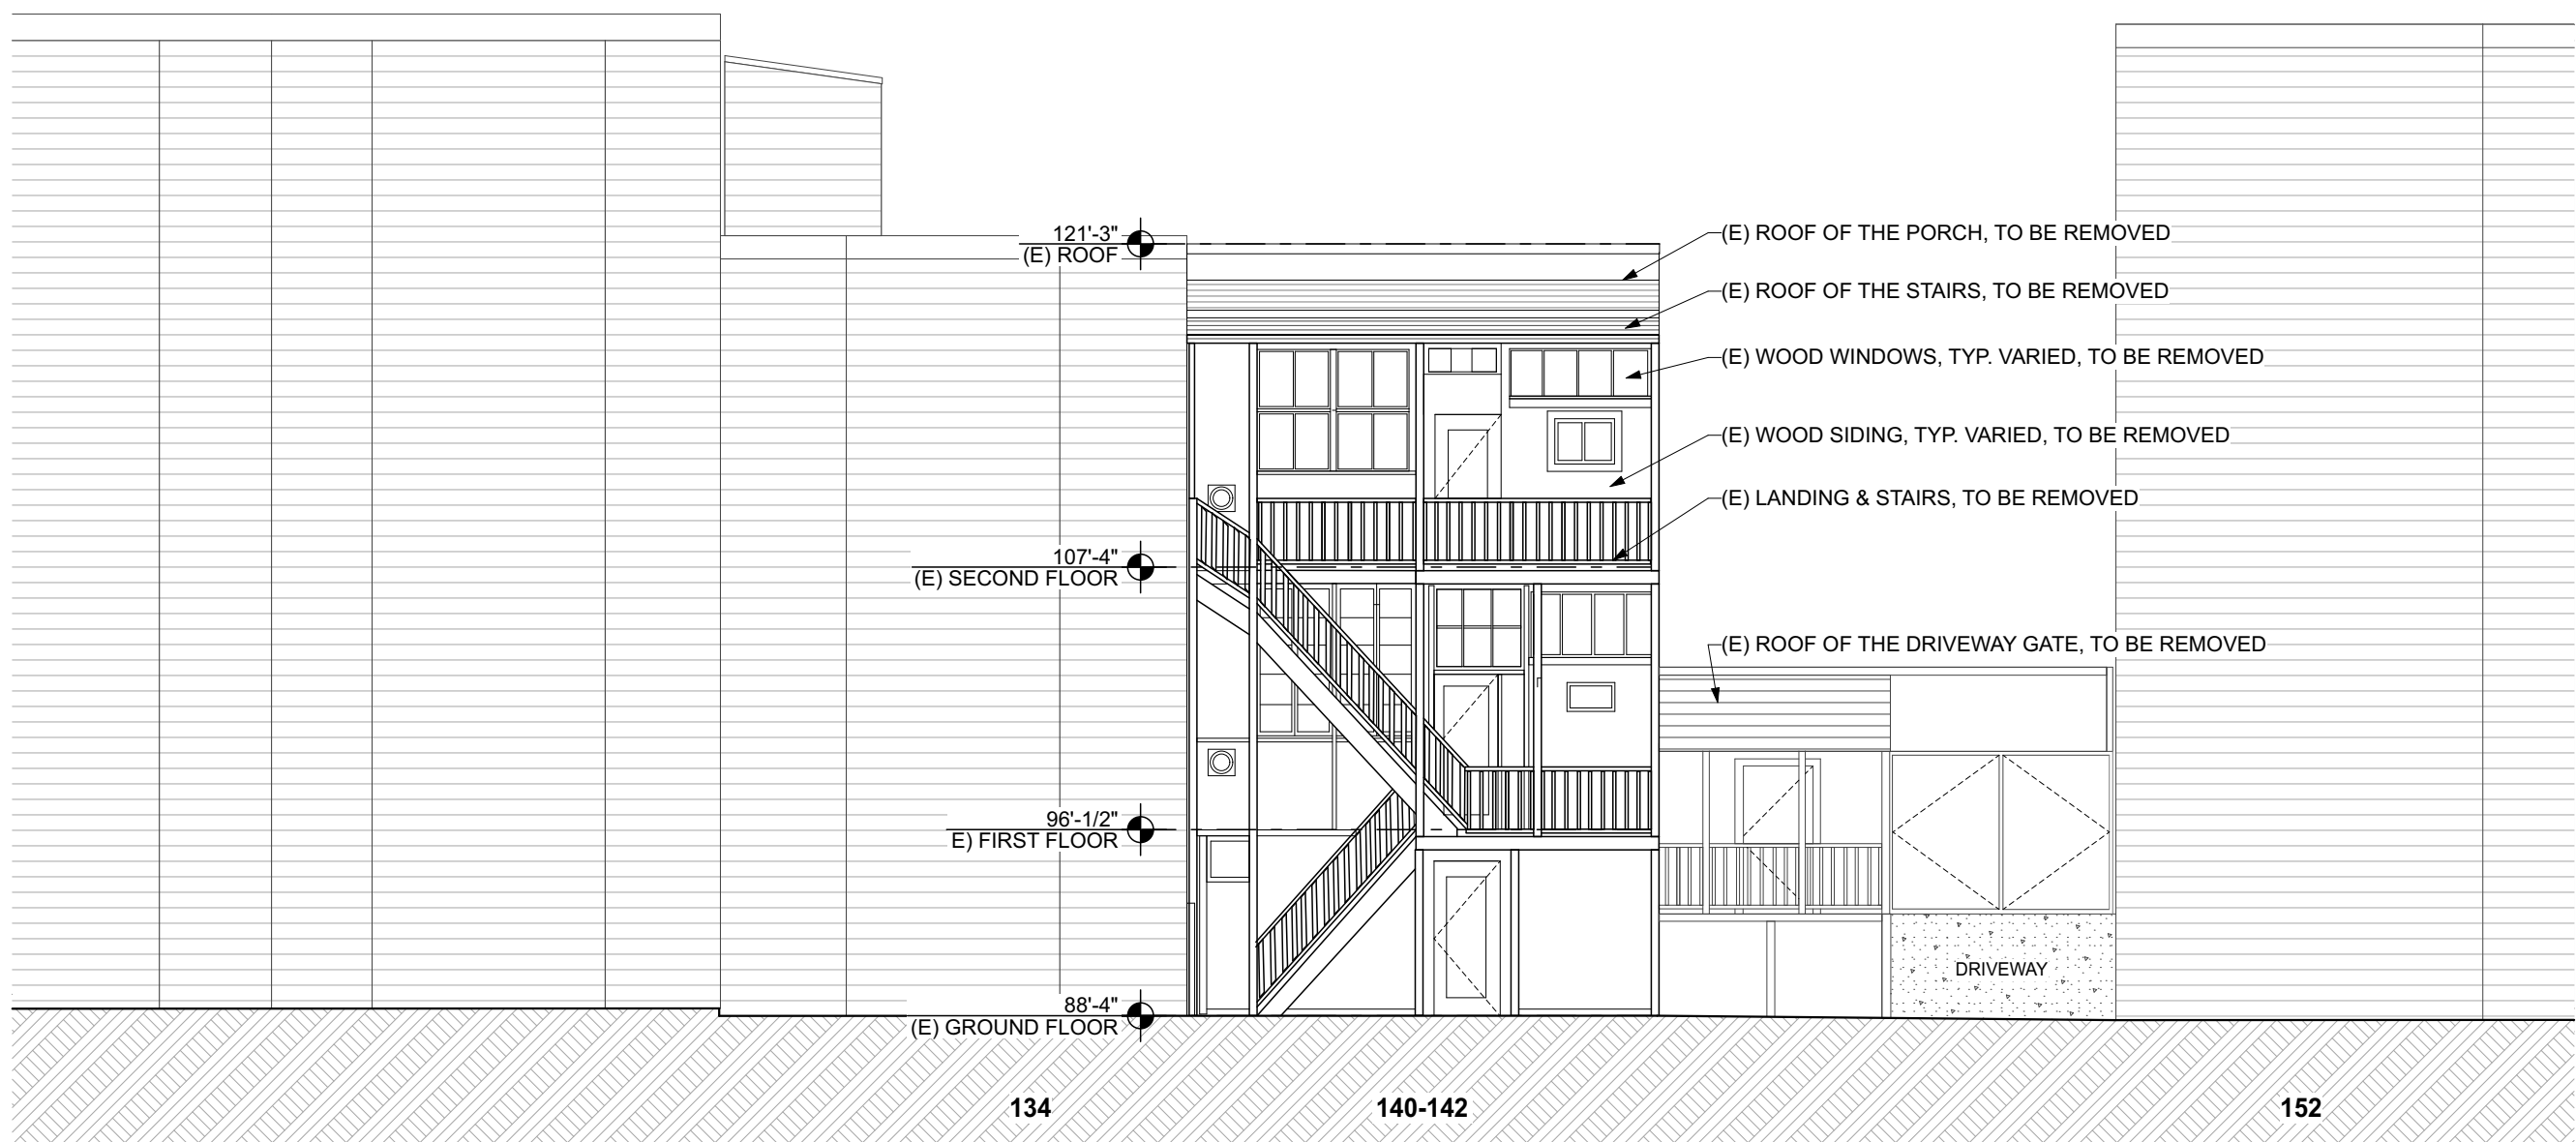 121'-3"
(E) ROOF
(E) ROOF OF THE PORCH, TO BE REMOVED
(E) ROOF OF THE STAIRS, TO BE REMOVED
(E) WOOD WINDOWS, TYP. VARIED, TO BE REMOVED
(E) WOOD SIDING, TYP. VARIED, TO BE REMOVED
(E) LANDING & STAIRS, TO BE REMOVED
107'-4"
(E) SECOND FLOOR
(E) ROOF OF THE DRIVEWAY GATE, TO BE REMOVED
96'-1/2"
E) FIRST FLOOR
DRIVEWAY
88'-4"
(E) GROUND FLOOR
134
140-142
152